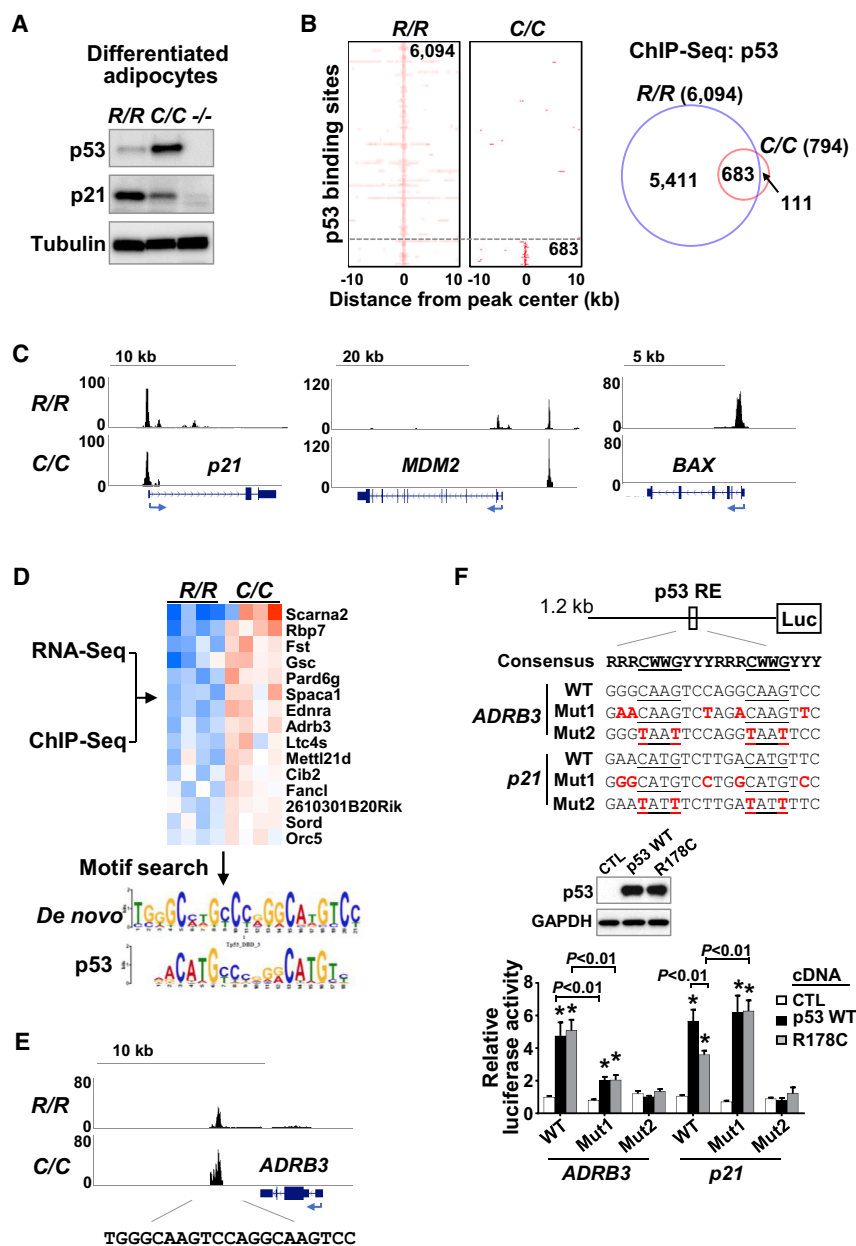 A
Differentiated
adipocytes
R/R C/C -/-
p53
p21
Tubulin
B
R/R C/C
6,094
683
p53 binding sites
-10 0 10 -10 0 10
Distance from peak center (kb)
ChIP-Seq: p53
R/R (6,094)
C/C (794)
5,411
683
111
C
10 kb 20 kb 5 kb
R/R
100
0
120
0
80
0
C/C
100
0
120
0
80
0
p21
MDM2
BAX
D
R/R C/C
RNA-Seq
ChIP-Seq
Scarna2
Rbp7
Fst
Gsc
Pard6g
Spaca1
Ednra
Adrb3
Ltc4s
Mettl21d
Cib2
Fancl
2610301B20Rik
Sord
Orc5
Motif search
De novo
Tp53_DBD_3
p53
E
10 kb
R/R
80
0
C/C
80
0
ADRB3
TGGGCAAGTCCAGGCAAGTCC
F
p53 RE
1.2 kb
Luc
Consensus RRRCWWGYYYRRRCWWGYYY
ADRB3
WT GGGCAAGTCCAGGCAAGTCC
Mut1 GAACAAGTCTAGACAAGTTC
Mut2 GGGTAATTCCAGGTAATTCC
p21
WT GAACATGTCTTGACATGTTC
Mut1 GGGCATGTCCTGGCATGTCC
Mut2 GAATATTTCTTGATATTTTC
CTL p53 WT R178C
p53
GAPDH
Relative
luciferase activity
8
6
4
2
0
P<0.01
P<0.01
P<0.01
P<0.01
* * * * * * * *
cDNA
CTL
p53 WT
R178C
WT Mut1 Mut2 WT Mut1 Mut2
ADRB3 p21